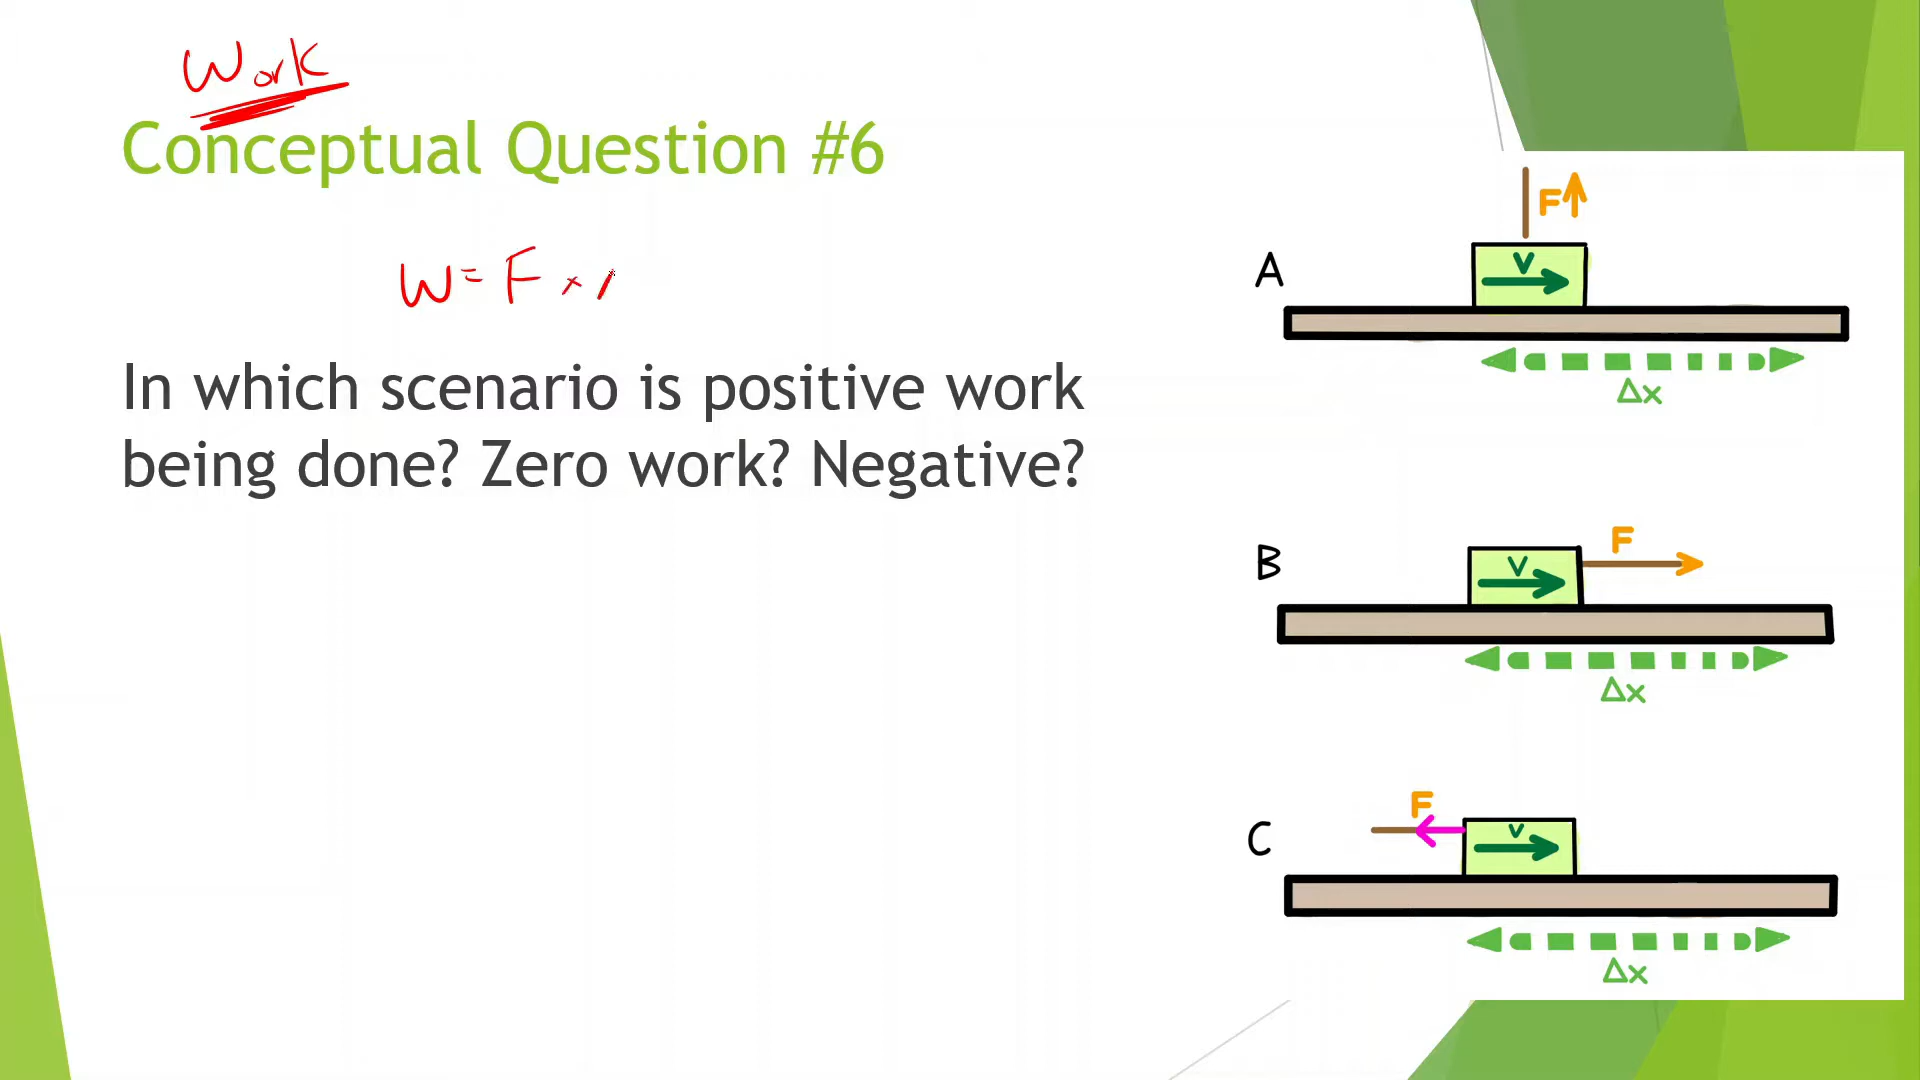 Work
Conceptual Question #6
W = F ×
In which scenario is positive work
being done? Zero work? Negative?
F
A
V
Δx
F
B
V
Δx
F
C
V
Δx